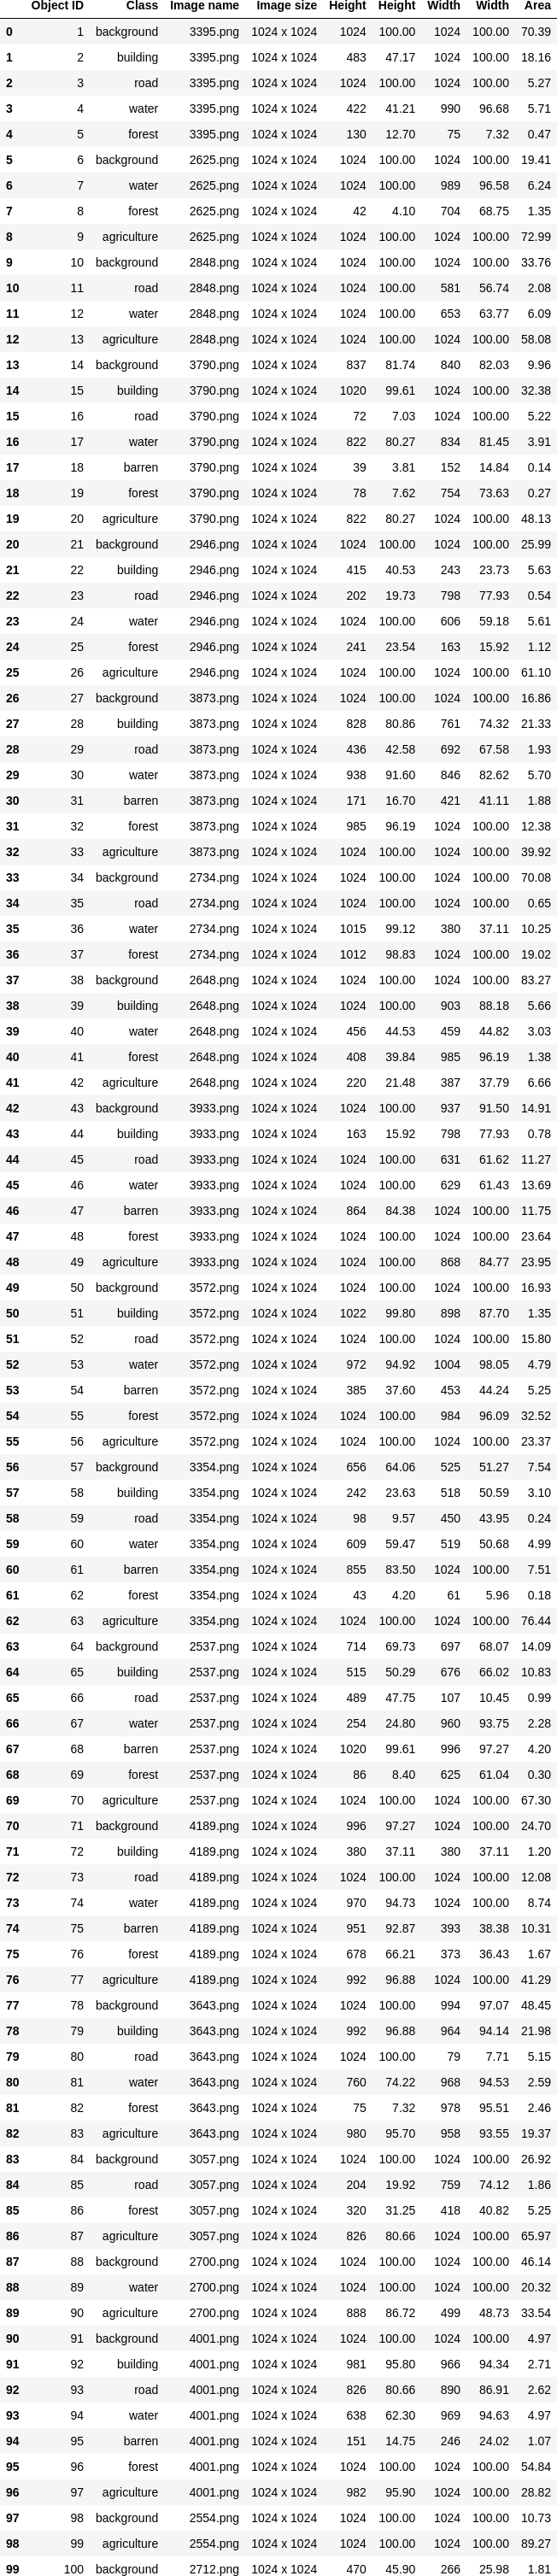 Object ID Class Image name Image size Height Height Width Width Area
0 1 background 3395.png 1024 x 1024 1024 100.00 1024 100.00 70.39
1 2 building 3395.png 1024 x 1024 483 47.17 1024 100.00 18.16
2 3 road 3395.png 1024 x 1024 1024 100.00 1024 100.00 5.27
3 4 water 3395.png 1024 x 1024 422 41.21 990 96.68 5.71
4 5 forest 3395.png 1024 x 1024 130 12.70 75 7.32 0.47
5 6 background 2625.png 1024 x 1024 1024 100.00 1024 100.00 19.41
6 7 water 2625.png 1024 x 1024 1024 100.00 989 96.58 6.24
7 8 forest 2625.png 1024 x 1024 42 4.10 704 68.75 1.35
8 9 agriculture 2625.png 1024 x 1024 1024 100.00 1024 100.00 72.99
9 10 background 2848.png 1024 x 1024 1024 100.00 1024 100.00 33.76
10 11 road 2848.png 1024 x 1024 1024 100.00 581 56.74 2.08
11 12 water 2848.png 1024 x 1024 1024 100.00 653 63.77 6.09
12 13 agriculture 2848.png 1024 x 1024 1024 100.00 1024 100.00 58.08
13 14 background 3790.png 1024 x 1024 837 81.74 840 82.03 9.96
14 15 building 3790.png 1024 x 1024 1020 99.61 1024 100.00 32.38
15 16 road 3790.png 1024 x 1024 72 7.03 1024 100.00 5.22
16 17 water 3790.png 1024 x 1024 822 80.27 834 81.45 3.91
17 18 barren 3790.png 1024 x 1024 39 3.81 152 14.84 0.14
18 19 forest 3790.png 1024 x 1024 78 7.62 754 73.63 0.27
19 20 agriculture 3790.png 1024 x 1024 822 80.27 1024 100.00 48.13
20 21 background 2946.png 1024 x 1024 1024 100.00 1024 100.00 25.99
21 22 building 2946.png 1024 x 1024 415 40.53 243 23.73 5.63
22 23 road 2946.png 1024 x 1024 202 19.73 798 77.93 0.54
23 24 water 2946.png 1024 x 1024 1024 100.00 606 59.18 5.61
24 25 forest 2946.png 1024 x 1024 241 23.54 163 15.92 1.12
25 26 agriculture 2946.png 1024 x 1024 1024 100.00 1024 100.00 61.10
26 27 background 3873.png 1024 x 1024 1024 100.00 1024 100.00 16.86
27 28 building 3873.png 1024 x 1024 828 80.86 761 74.32 21.33
28 29 road 3873.png 1024 x 1024 436 42.58 692 67.58 1.93
29 30 water 3873.png 1024 x 1024 938 91.60 846 82.62 5.70
30 31 barren 3873.png 1024 x 1024 171 16.70 421 41.11 1.88
31 32 forest 3873.png 1024 x 1024 985 96.19 1024 100.00 12.38
32 33 agriculture 3873.png 1024 x 1024 1024 100.00 1024 100.00 39.92
33 34 background 2734.png 1024 x 1024 1024 100.00 1024 100.00 70.08
34 35 road 2734.png 1024 x 1024 1024 100.00 1024 100.00 0.65
35 36 water 2734.png 1024 x 1024 1015 99.12 380 37.11 10.25
36 37 forest 2734.png 1024 x 1024 1012 98.83 1024 100.00 19.02
37 38 background 2648.png 1024 x 1024 1024 100.00 1024 100.00 83.27
38 39 building 2648.png 1024 x 1024 1024 100.00 903 88.18 5.66
39 40 water 2648.png 1024 x 1024 456 44.53 459 44.82 3.03
40 41 forest 2648.png 1024 x 1024 408 39.84 985 96.19 1.38
41 42 agriculture 2648.png 1024 x 1024 220 21.48 387 37.79 6.66
42 43 background 3933.png 1024 x 1024 1024 100.00 937 91.50 14.91
43 44 building 3933.png 1024 x 1024 163 15.92 798 77.93 0.78
44 45 road 3933.png 1024 x 1024 1024 100.00 631 61.62 11.27
45 46 water 3933.png 1024 x 1024 1024 100.00 629 61.43 13.69
46 47 barren 3933.png 1024 x 1024 864 84.38 1024 100.00 11.75
47 48 forest 3933.png 1024 x 1024 1024 100.00 1024 100.00 23.64
48 49 agriculture 3933.png 1024 x 1024 1024 100.00 868 84.77 23.95
49 50 background 3572.png 1024 x 1024 1024 100.00 1024 100.00 16.93
50 51 building 3572.png 1024 x 1024 1022 99.80 898 87.70 1.35
51 52 road 3572.png 1024 x 1024 1024 100.00 1024 100.00 15.80
52 53 water 3572.png 1024 x 1024 972 94.92 1004 98.05 4.79
53 54 barren 3572.png 1024 x 1024 385 37.60 453 44.24 5.25
54 55 forest 3572.png 1024 x 1024 1024 100.00 984 96.09 32.52
55 56 agriculture 3572.png 1024 x 1024 1024 100.00 1024 100.00 23.37
56 57 background 3354.png 1024 x 1024 656 64.06 525 51.27 7.54
57 58 building 3354.png 1024 x 1024 242 23.63 518 50.59 3.10
58 59 road 3354.png 1024 x 1024 98 9.57 450 43.95 0.24
59 60 water 3354.png 1024 x 1024 609 59.47 519 50.68 4.99
60 61 barren 3354.png 1024 x 1024 855 83.50 1024 100.00 7.51
61 62 forest 3354.png 1024 x 1024 43 4.20 61 5.96 0.18
62 63 agriculture 3354.png 1024 x 1024 1024 100.00 1024 100.00 76.44
63 64 background 2537.png 1024 x 1024 714 69.73 697 68.07 14.09
64 65 building 2537.png 1024 x 1024 515 50.29 676 66.02 10.83
65 66 road 2537.png 1024 x 1024 489 47.75 107 10.45 0.99
66 67 water 2537.png 1024 x 1024 254 24.80 960 93.75 2.28
67 68 barren 2537.png 1024 x 1024 1020 99.61 996 97.27 4.20
68 69 forest 2537.png 1024 x 1024 86 8.40 625 61.04 0.30
69 70 agriculture 2537.png 1024 x 1024 1024 100.00 1024 100.00 67.30
70 71 background 4189.png 1024 x 1024 996 97.27 1024 100.00 24.70
71 72 building 4189.png 1024 x 1024 380 37.11 380 37.11 1.20
72 73 road 4189.png 1024 x 1024 1024 100.00 1024 100.00 12.08
73 74 water 4189.png 1024 x 1024 970 94.73 1024 100.00 8.74
74 75 barren 4189.png 1024 x 1024 951 92.87 393 38.38 10.31
75 76 forest 4189.png 1024 x 1024 678 66.21 373 36.43 1.67
76 77 agriculture 4189.png 1024 x 1024 992 96.88 1024 100.00 41.29
77 78 background 3643.png 1024 x 1024 1024 100.00 994 97.07 48.45
78 79 building 3643.png 1024 x 1024 992 96.88 964 94.14 21.98
79 80 road 3643.png 1024 x 1024 1024 100.00 79 7.71 5.15
80 81 water 3643.png 1024 x 1024 760 74.22 968 94.53 2.59
81 82 forest 3643.png 1024 x 1024 75 7.32 978 95.51 2.46
82 83 agriculture 3643.png 1024 x 1024 980 95.70 958 93.55 19.37
83 84 background 3057.png 1024 x 1024 1024 100.00 1024 100.00 26.92
84 85 road 3057.png 1024 x 1024 204 19.92 759 74.12 1.86
85 86 forest 3057.png 1024 x 1024 320 31.25 418 40.82 5.25
86 87 agriculture 3057.png 1024 x 1024 826 80.66 1024 100.00 65.97
87 88 background 2700.png 1024 x 1024 1024 100.00 1024 100.00 46.14
88 89 water 2700.png 1024 x 1024 1024 100.00 1024 100.00 20.32
89 90 agriculture 2700.png 1024 x 1024 888 86.72 499 48.73 33.54
90 91 background 4001.png 1024 x 1024 1024 100.00 1024 100.00 4.97
91 92 building 4001.png 1024 x 1024 981 95.80 966 94.34 2.71
92 93 road 4001.png 1024 x 1024 826 80.66 890 86.91 2.62
93 94 water 4001.png 1024 x 1024 638 62.30 969 94.63 4.97
94 95 barren 4001.png 1024 x 1024 151 14.75 246 24.02 1.07
95 96 forest 4001.png 1024 x 1024 1024 100.00 1024 100.00 54.84
96 97 agriculture 4001.png 1024 x 1024 982 95.90 1024 100.00 28.82
97 98 background 2554.png 1024 x 1024 1024 100.00 1024 100.00 10.73
98 99 agriculture 2554.png 1024 x 1024 1024 100.00 1024 100.00 89.27
99 100 background 2712.png 1024 x 1024 470 45.90 266 25.98 1.81